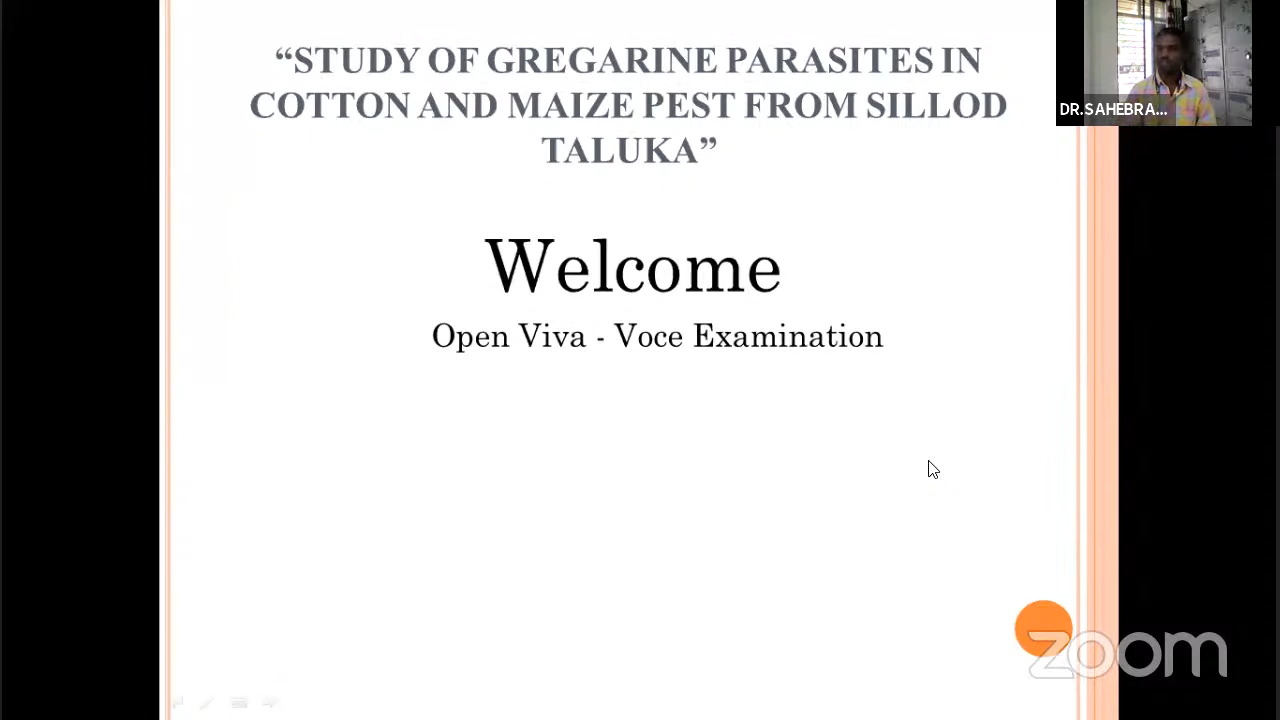 “STUDY OF GREGARINE PARASITES IN
COTTON AND MAIZE PEST FROM SILLOD
TALUKA”
DR.SAHEBRA...
Welcome
Open Viva - Voce Examination
zoom